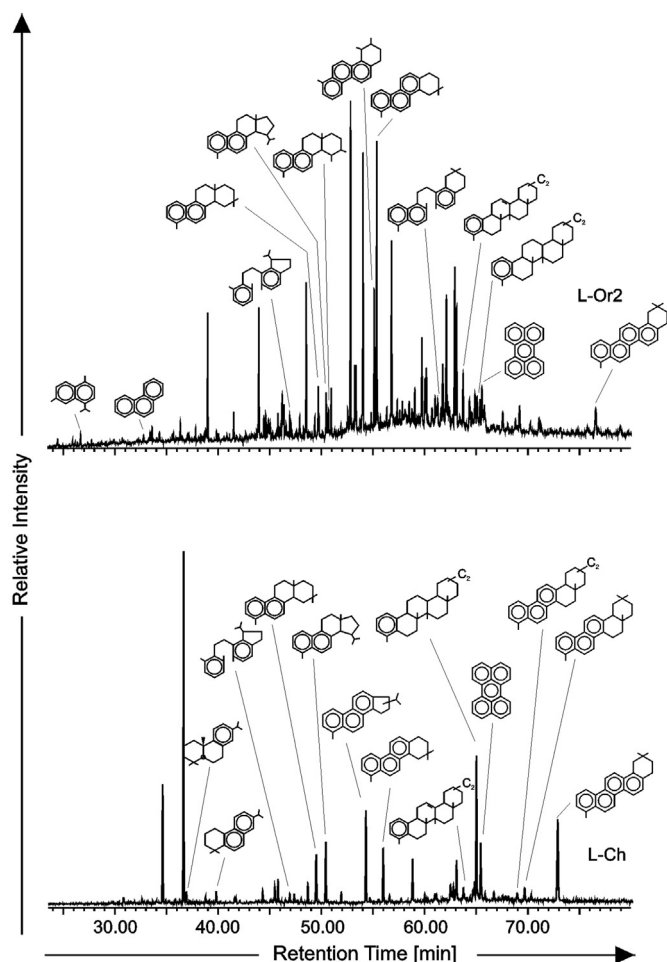 Relative Intensity
C2
C2
L-Or2
C2
C2
C2
L-Ch
30.00 40.00 50.00 60.00 70.00
Retention Time [min]